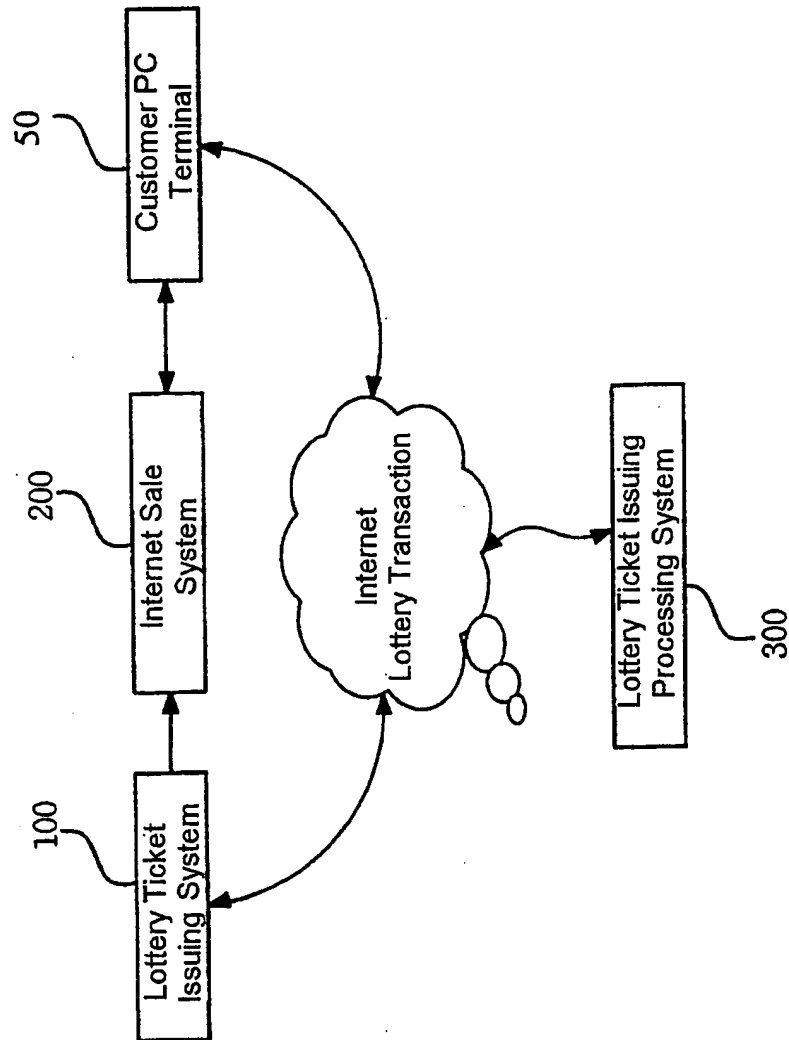 100
Lottery Ticket
Issuing System
200
Internet Sale
System
50
Customer PC
Terminal
Internet
Lottery Transaction
Lottery Ticket Issuing
Processing System
300